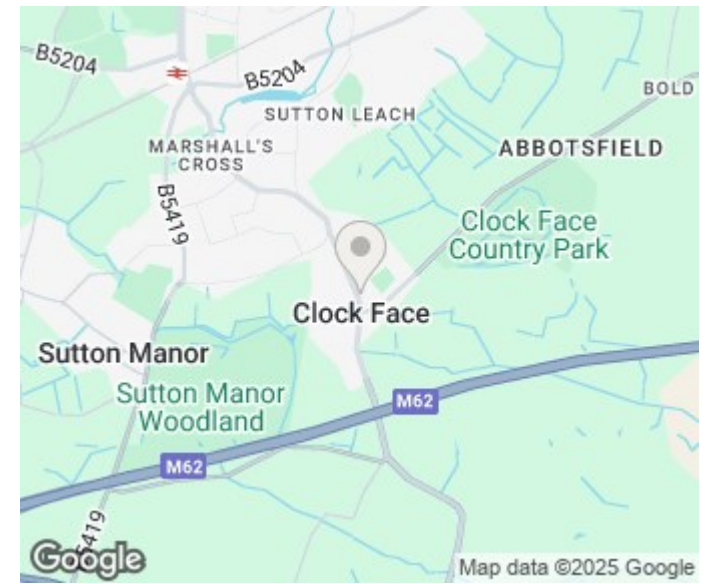 B5204
B5204
BOLD
SUTTON LEACH
MARSHALL'S
CROSS
ABBOTSFIELD
B5419
Clock Face
Country Park
Clock Face
Sutton Manor
Sutton Manor
Woodland
M62
M62
B5419
Google
Map data ©2025 Google